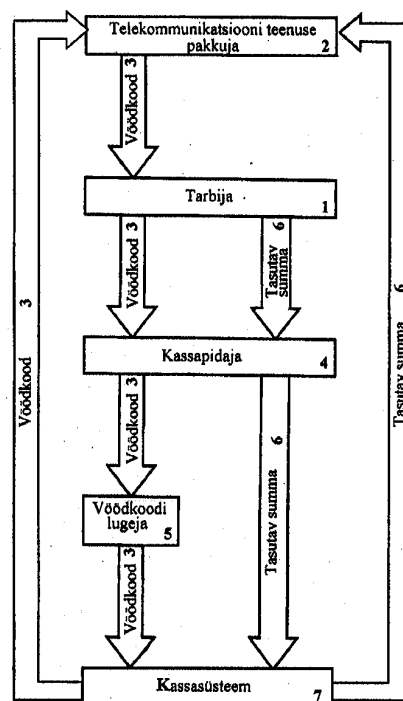 Telekommunikatsiooni teenuse
pakkuja 2
Vöödkood 3
Tarbija 1
Vöödkood 3
Tasutav
summa 6
Kassapidaja 4
Vöödkood 3
Tasutav summa 6
Vöödkoodi
lugeja 5
Vöödkood 3
Kassasüsteem 7
Vöödkood 3
Tasutav summa 6